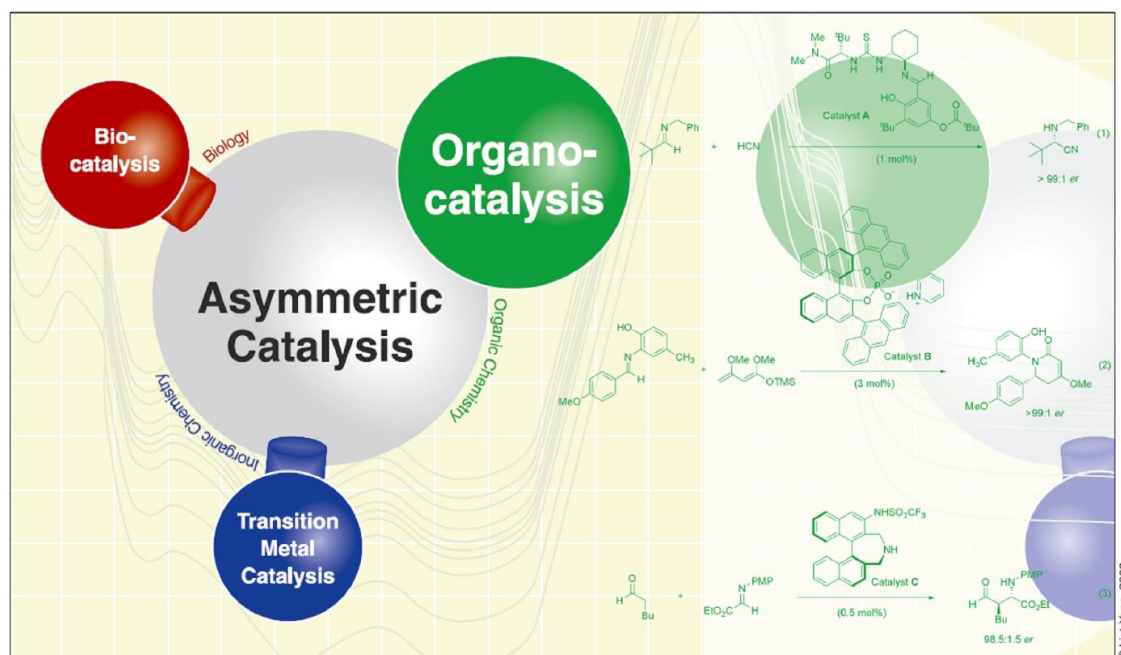 Bio-
catalysis
Biology
Organo-
catalysis
Asymmetric
Catalysis
Organic Chemistry
Inorganic Chemistry
Transition
Metal
Catalysis
Me
N
Me
O
tBu
N
H
S
N
H
N
H
HO
tBu
O
O
tBu
Catalyst A
N
Ph
H
+
HCN
(1 mol%)
HN
Ph
CN
> 99:1 er
(1)
O
O
P
O
O-
HN
+
Catalyst B
HO
CH3
N
H
MeO
+
OMe OMe
OTMS
(3 mol%)
OH
O
H3C
N
OMe
MeO
>99:1 er
(2)
NHSO2CF3
NH
Catalyst C
O
H
Bu
+
N
PMP
EtO2C
H
(0.5 mol%)
O
HN
PMP
H
CO2Et
Bu
98.5:1.5 er
(3)